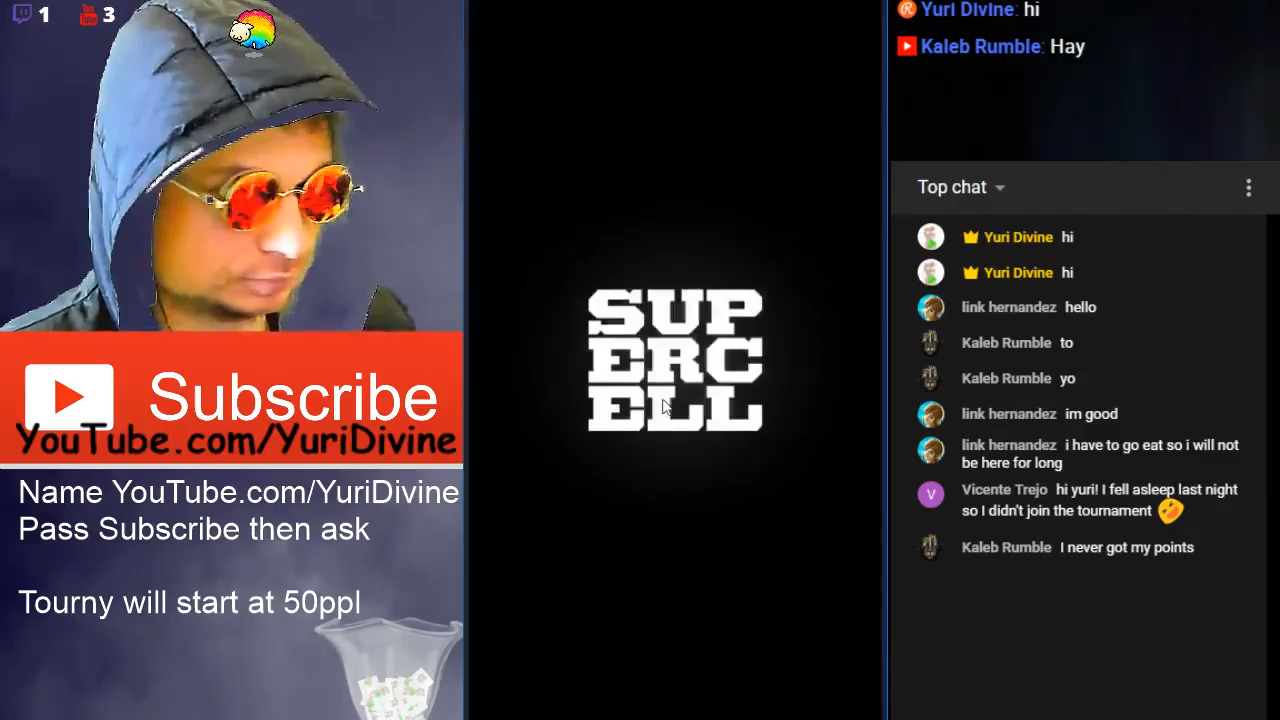 1
3
Subscribe
YouTube.com/YuriDivine
Name YouTube.com/YuriDivine
Pass Subscribe then ask
Tourny will start at 50ppl
SUP
ERC
ELL
Yuri Divine: hi
Kaleb Rumble: Hay
Top chat
Yuri Divine hi
Yuri Divine hi
link hernandez hello
Kaleb Rumble to
Kaleb Rumble yo
link hernandez im good
link hernandez i have to go eat so i will not
be here for long
V
Vicente Trejo hi yuri! I fell asleep last night
so I didn't join the tournament
Kaleb Rumble I never got my points